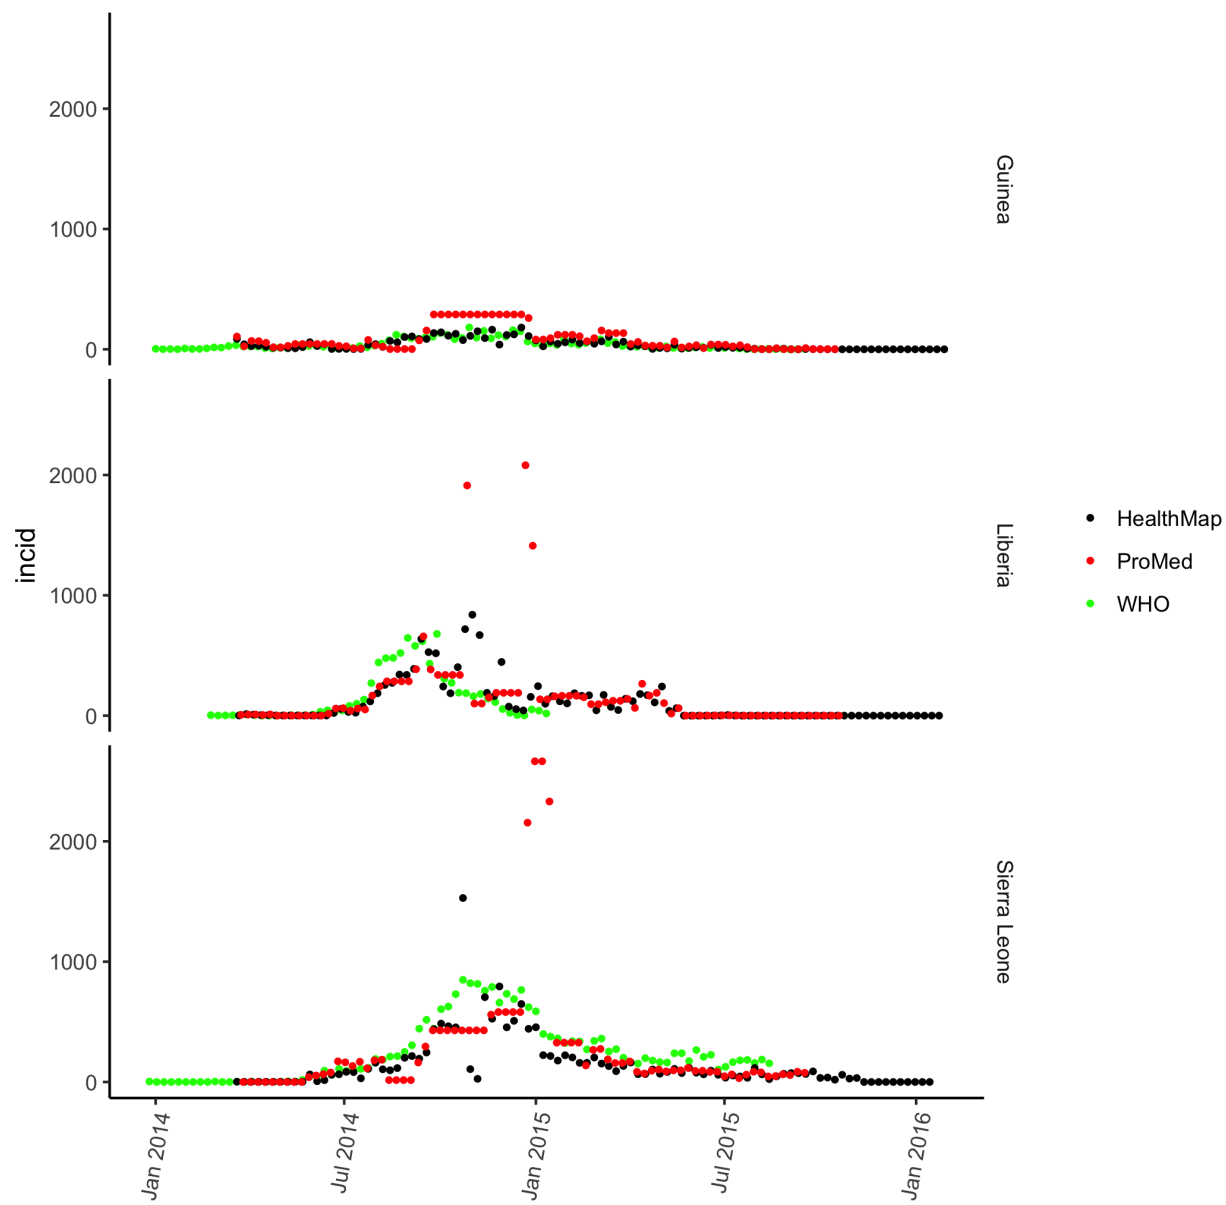 2000
1000
0
Guinea
incid
2000
1000
0
Liberia
HealthMap
ProMed
WHO
2000
1000
0
Sierra Leone
Jan 2014
Jul 2014
Jan 2015
Jul 2015
Jan 2016